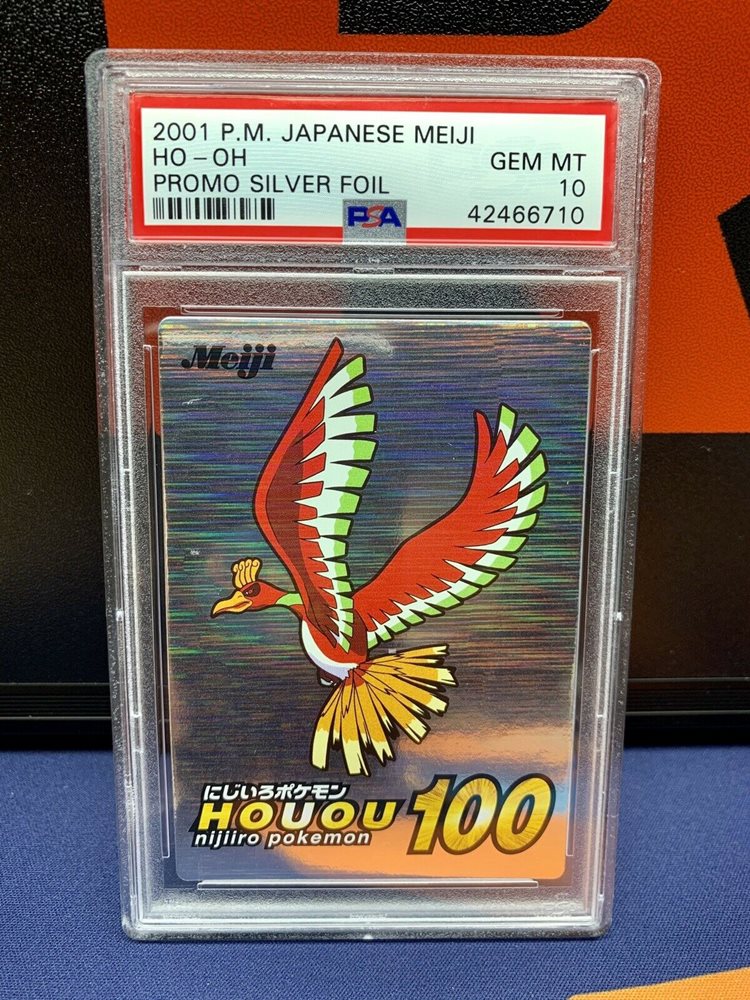 2001 P.M. JAPANESE MEIJI
HO-OH GEM MT
PROMO SILVER FOIL 10
PSA 42466710
Meiji
にじいろポケモン
HOUOU 100
nijiiro pokemon